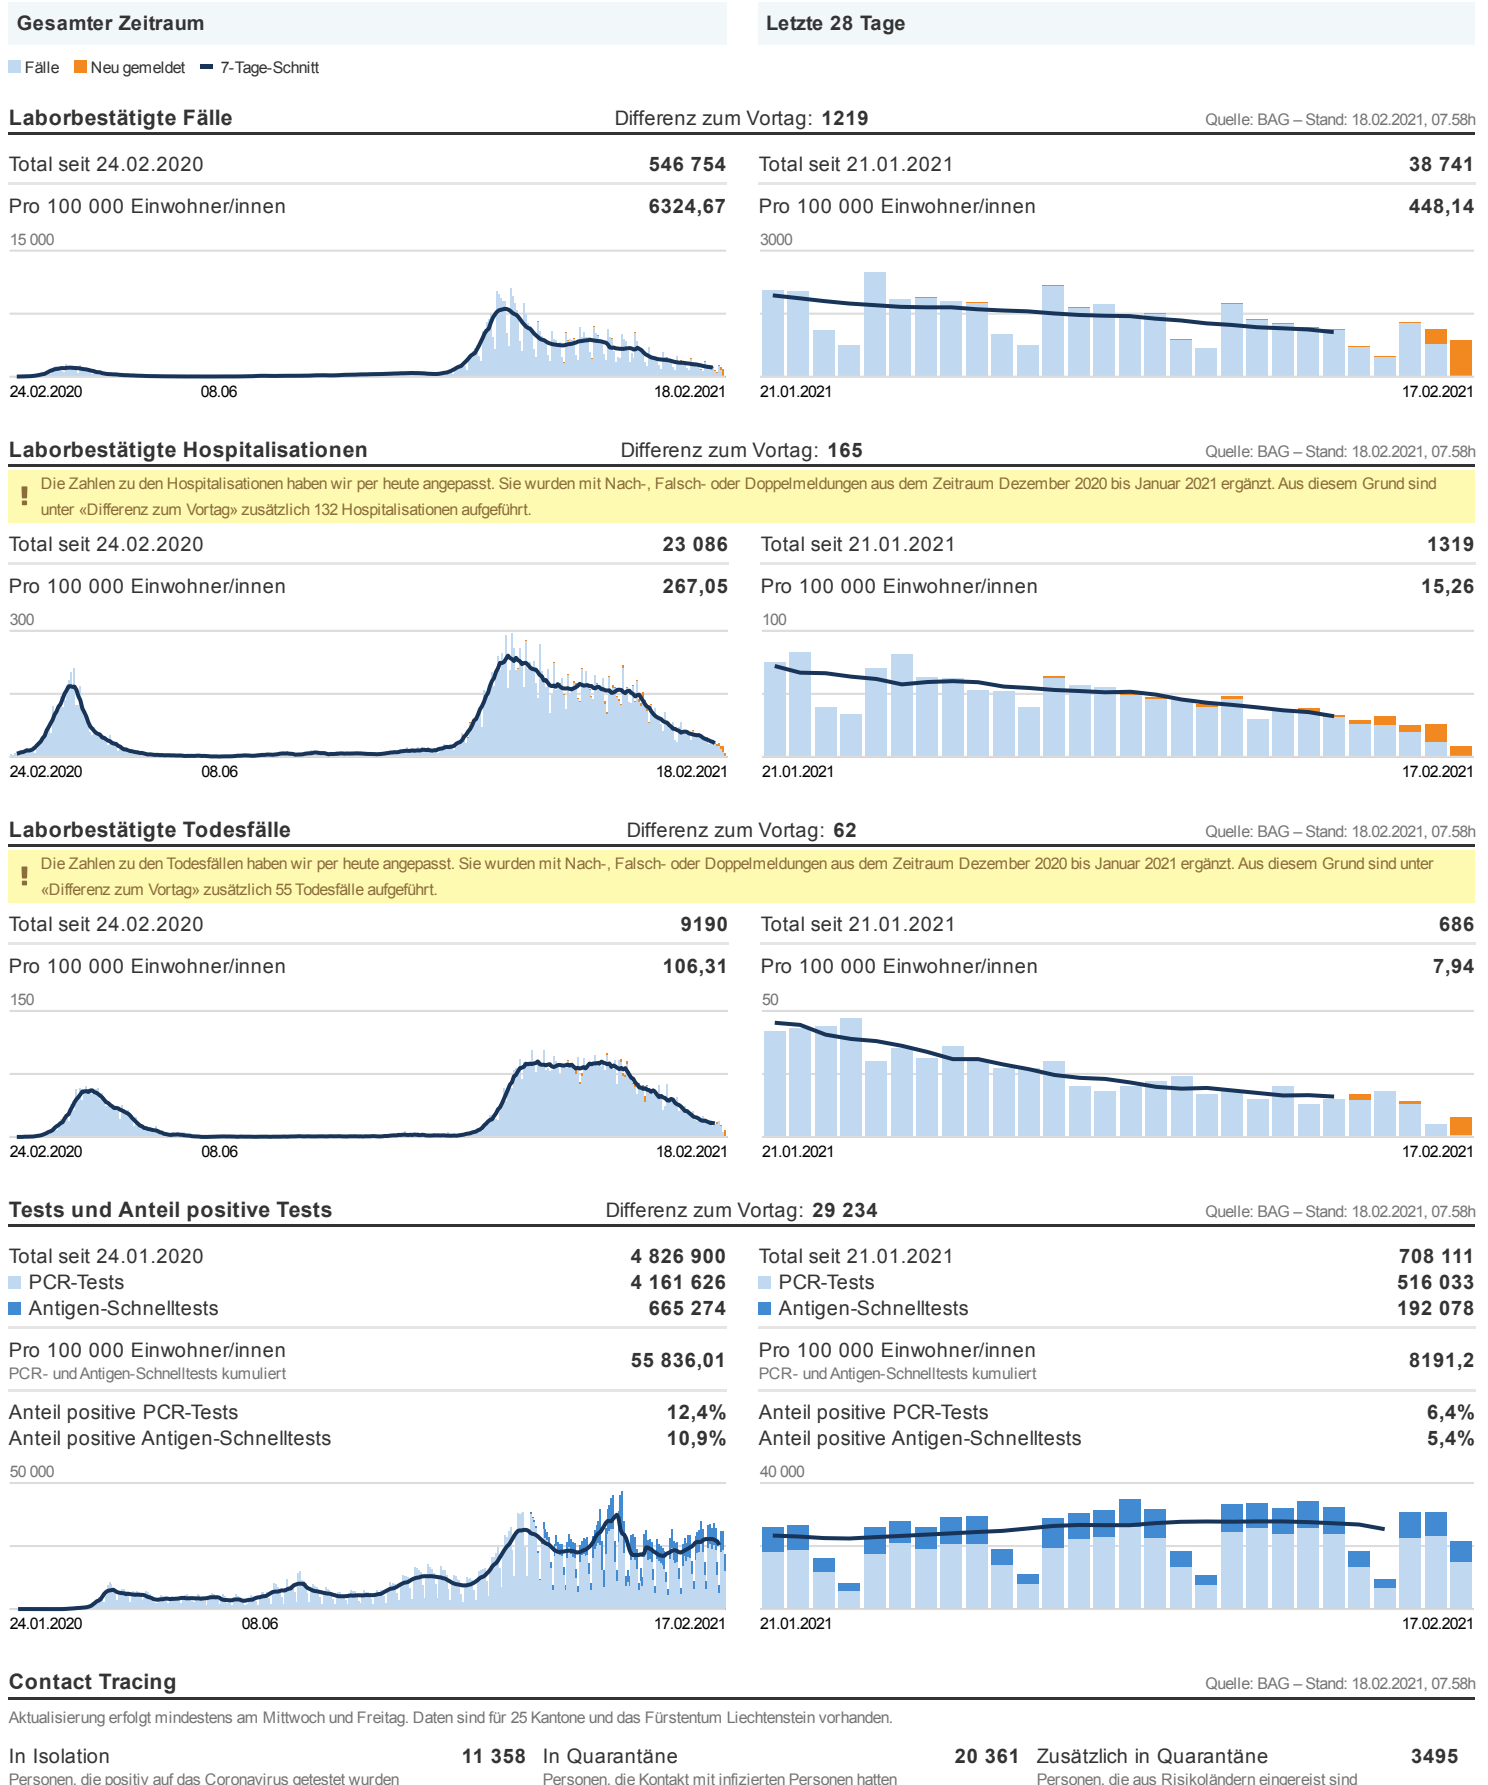 Gesamter Zeitraum
Letzte 28 Tage
Fälle Neu gemeldet 7-Tage-Schnitt
Laborbestätigte Fälle Differenz zum Vortag: 1219 Quelle: BAG – Stand: 18.02.2021, 07.58h
Total seit 24.02.2020 546 754 Total seit 21.01.2021 38 741
Pro 100 000 Einwohner/innen 6324,67 Pro 100 000 Einwohner/innen 448,14
15 000 3000
24.02.2020 08.06 18.02.2021 21.01.2021 17.02.2021
Laborbestätigte Hospitalisationen Differenz zum Vortag: 165 Quelle: BAG – Stand: 18.02.2021, 07.58h
! Die Zahlen zu den Hospitalisationen haben wir per heute angepasst. Sie wurden mit Nach-, Falsch- oder Doppelmeldungen aus dem Zeitraum Dezember 2020 bis Januar 2021 ergänzt. Aus diesem Grund sind
unter «Differenz zum Vortag» zusätzlich 132 Hospitalisationen aufgeführt.
Total seit 24.02.2020 23 086 Total seit 21.01.2021 1319
Pro 100 000 Einwohner/innen 267,05 Pro 100 000 Einwohner/innen 15,26
300 100
24.02.2020 08.06 18.02.2021 21.01.2021 17.02.2021
Laborbestätigte Todesfälle Differenz zum Vortag: 62 Quelle: BAG – Stand: 18.02.2021, 07.58h
! Die Zahlen zu den Todesfällen haben wir per heute angepasst. Sie wurden mit Nach-, Falsch- oder Doppelmeldungen aus dem Zeitraum Dezember 2020 bis Januar 2021 ergänzt. Aus diesem Grund sind unter
«Differenz zum Vortag» zusätzlich 55 Todesfälle aufgeführt.
Total seit 24.02.2020 9190 Total seit 21.01.2021 686
Pro 100 000 Einwohner/innen 106,31 Pro 100 000 Einwohner/innen 7,94
150 50
24.02.2020 08.06 18.02.2021 21.01.2021 17.02.2021
Tests und Anteil positive Tests Differenz zum Vortag: 29 234 Quelle: BAG – Stand: 18.02.2021, 07.58h
Total seit 24.01.2020 4 826 900 Total seit 21.01.2021 708 111
PCR-Tests 4 161 626 PCR-Tests 516 033
Antigen-Schnelltests 665 274 Antigen-Schnelltests 192 078
Pro 100 000 Einwohner/innen 55 836,01 Pro 100 000 Einwohner/innen 8191,2
PCR- und Antigen-Schnelltests kumuliert PCR- und Antigen-Schnelltests kumuliert
Anteil positive PCR-Tests 12,4% Anteil positive PCR-Tests 6,4%
Anteil positive Antigen-Schnelltests 10,9% Anteil positive Antigen-Schnelltests 5,4%
50 000 40 000
24.01.2020 08.06 17.02.2021 21.01.2021 17.02.2021
Contact Tracing Quelle: BAG – Stand: 18.02.2021, 07.58h
Aktualisierung erfolgt mindestens am Mittwoch und Freitag. Daten sind für 25 Kantone und das Fürstentum Liechtenstein vorhanden.
In Isolation 11 358 In Quarantäne 20 361 Zusätzlich in Quarantäne 3495
Personen, die positiv auf das Coronavirus getestet wurden Personen, die Kontakt mit infizierten Personen hatten Personen, die aus Risikoländern eingereist sind